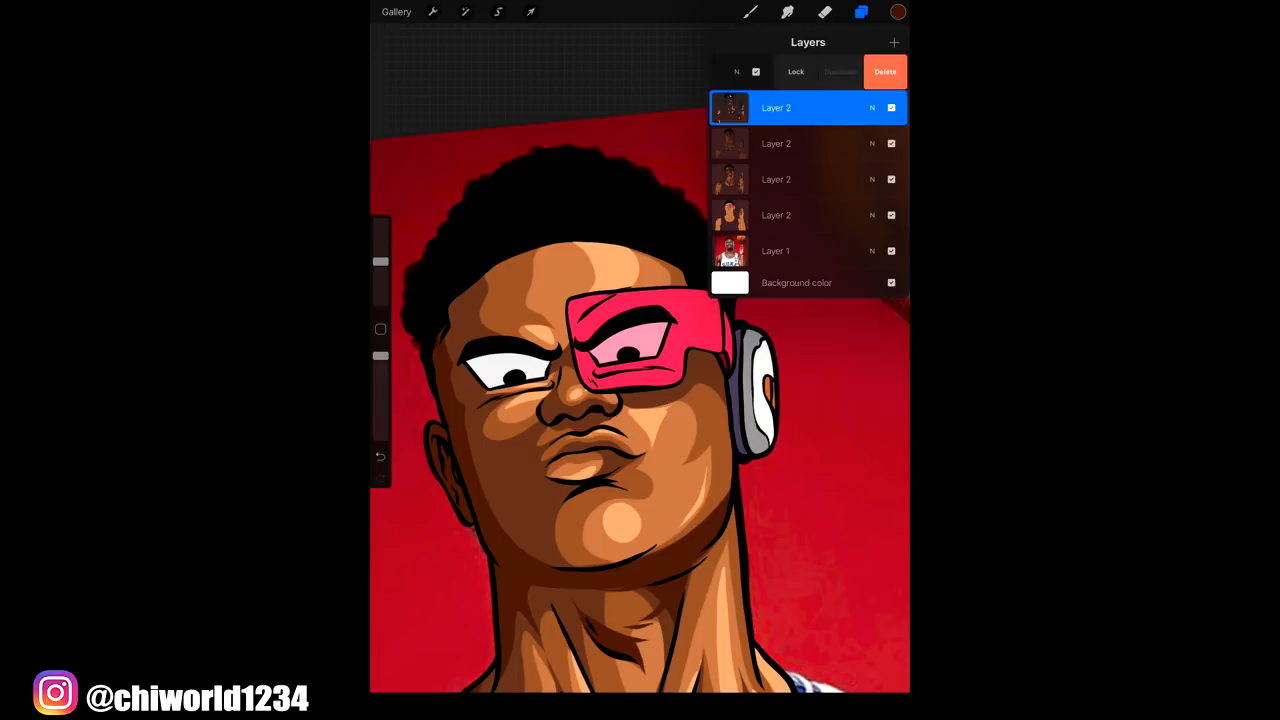 Gallery
Layers
N Lock Delete
Layer 2 N
Layer 2 N
Layer 2 N
Layer 2 N
Layer 1 N
Background color
@chiworld1234